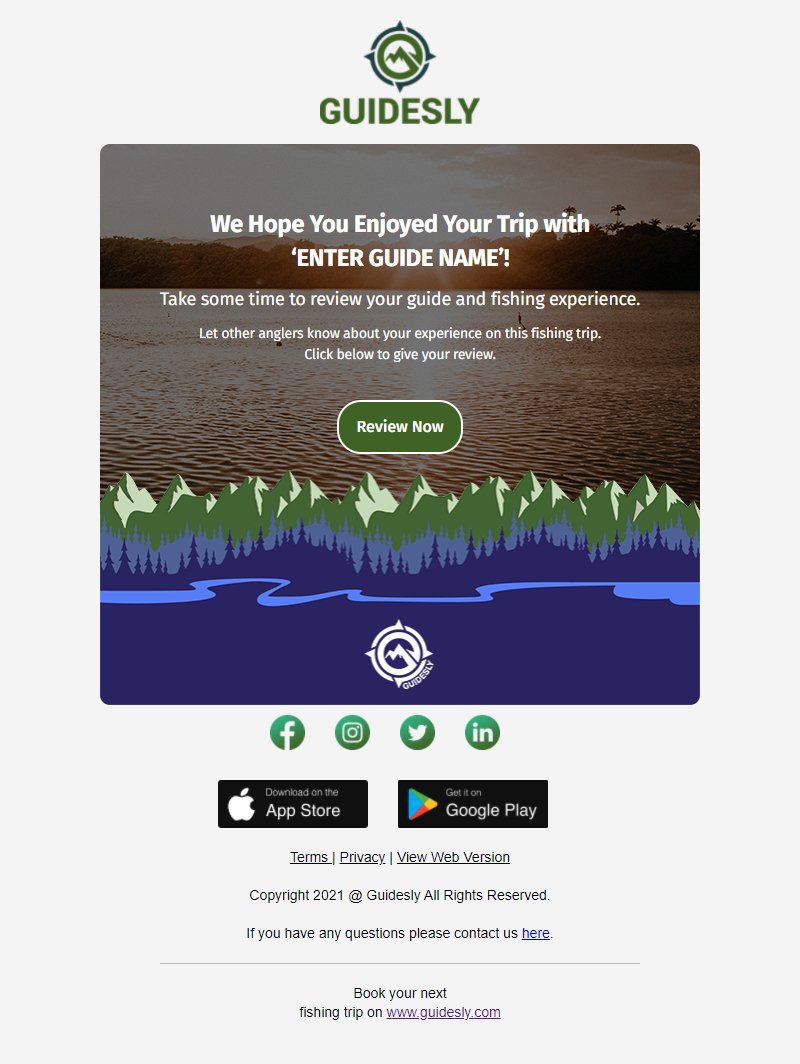 GUIDESLY
We Hope You Enjoyed Your Trip with
‘ENTER GUIDE NAME’!
Take some time to review your guide and fishing experience.
Let other anglers know about your experience on this fishing trip.
Click below to give your review.
Review Now
GUIDESLY
Download on the
App Store
Get it on
Google Play
Terms | Privacy | View Web Version
Copyright 2021 @ Guidesly All Rights Reserved.
If you have any questions please contact us here.
Book your next
fishing trip on www.guidesly.com